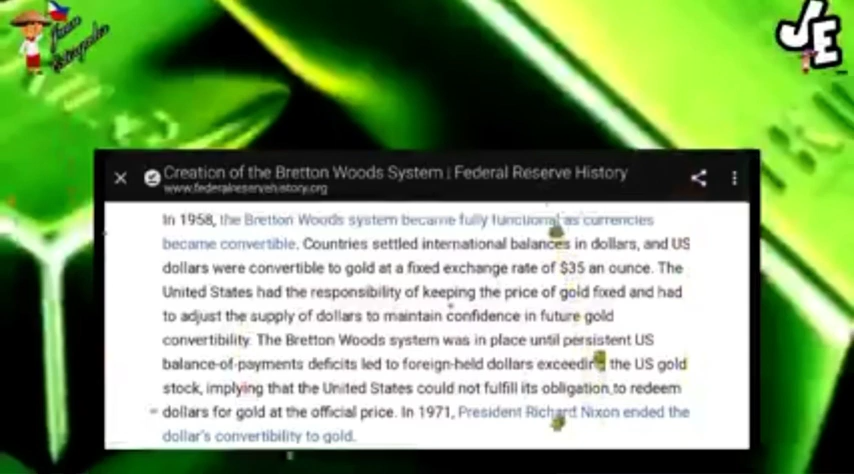 Juan
Estupido
JE
Creation of the Bretton Woods System | Federal Reserve History
www.federalreservehistory.org
In 1958, the Bretton Woods system became fully functional as currencies
became convertible. Countries settled international balances in dollars, and US
dollars were convertible to gold at a fixed exchange rate of $35 an ounce. The
United States had the responsibility of keeping the price of gold fixed and had
to adjust the supply of dollars to maintain confidence in future gold
convertibility. The Bretton Woods system was in place until persistent US
balance-of-payments deficits led to foreign-held dollars exceeding the US gold
stock, implying that the United States could not fulfill its obligation to redeem
dollars for gold at the official price. In 1971, President Richard Nixon ended the
dollar's convertibility to gold.